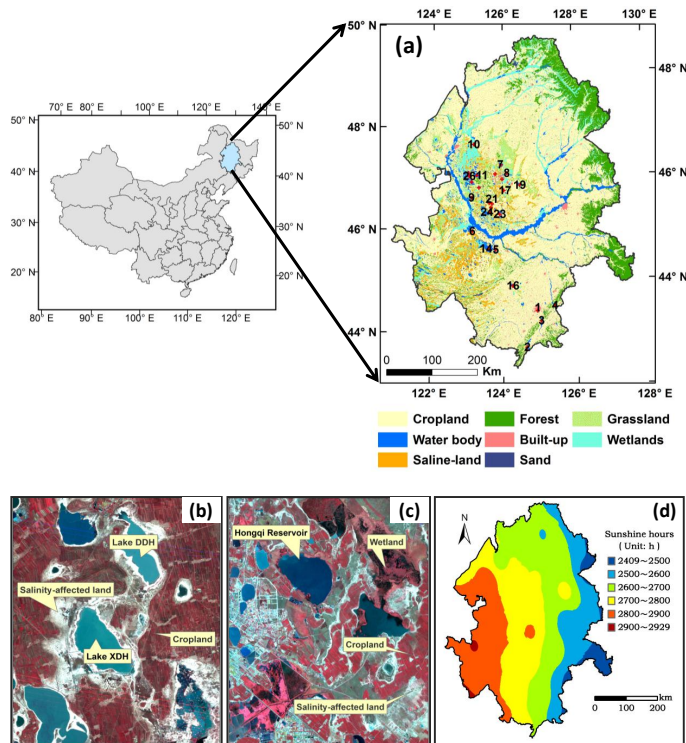 124° E 126° E 128° E 130° E
50° N
(a)
70° E 80° E 100° E 120° E 140° E
48° N
50° N
50° N
48° N
10
40° N
40° N
7
8
26 11
17 19
46° N
9
21
24 23
30° N
30° N
46° N
6
14 5
20° N
20° N
44° N
16
44° N
1 4
3
2
80° E 90° E 100° E 110° E 120° E
42° N
0 100 200
Km
122° E 124° E 126° E 128° E
Cropland Forest Grassland
Water body Built-up Wetlands
Saline-land Sand
(b)
Lake DDH
Salinity-affected land
Cropland
Lake XDH
(c)
Hongqi Reservoir
Wetland
Cropland
Salinity-affected land
(d)
N
Sunshine hours
( Unit: h )
2409～2500
2500～2600
2600～2700
2700～2800
2800～2900
2900～2929
0 100 200
km